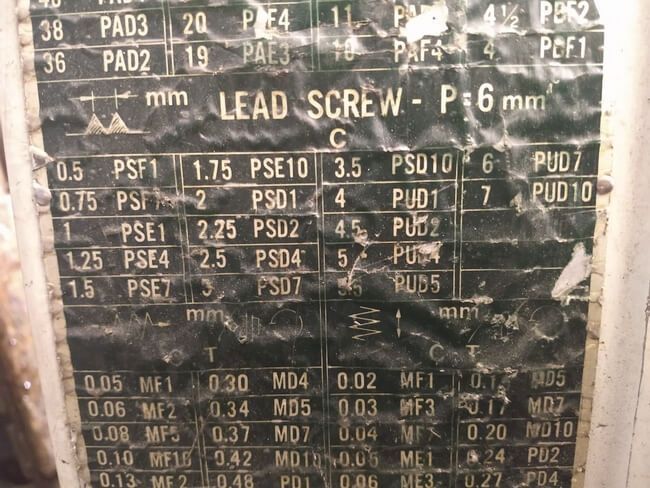 38 PAD3 20 PAF4 11 4½ PBF2
36 PAD2 19 PAE3 10 PAF4 4 PBF1
mm LEAD SCREW - P=6 mm
C
0.5 PSF1 1.75 PSE10 3.5 PSD10 6 PUD7
0.75 2 PSD1 4 PUD1 7 PUD10
1 PSE1 2.25 PSD2 4.5 PUD2
1.25 PSE4 2.5 PSD4 5
1.5 PSE7 3 PSD7 PUD5
mm mm
C T C T
0.05 MF1 0.30 MD4 0.02 MF1 MD5
0.06 MF2 0.34 MD5 0.03 MF3 0.17 MD7
0.08 MF5 0.37 MD7 0.04 0.20 MD10
0.10 MF10 0.42 MD10 ME1 0.24 PD2
0.13 ME2 0.48 PD1 0.06 ME3 0.27 PD4